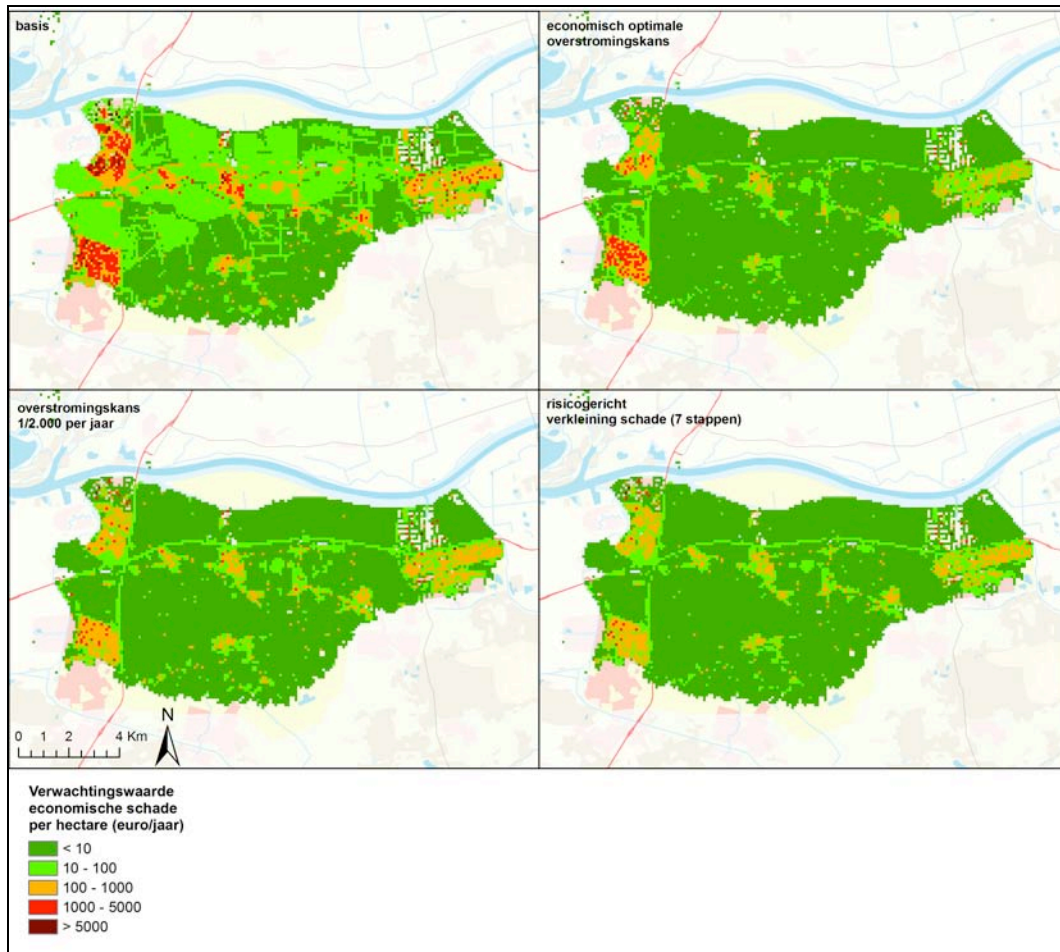 basis
economisch optimale
overstromingskans
overstromingskans
1/2.000 per jaar
risicogericht
verkleining schade (7 stappen)
N
0 2 4 Km
Verwachtingswaarde
economische schade
per hectare (euro/jaar)
< 10
10 - 100
100 - 1000
1000 - 5000
> 5000